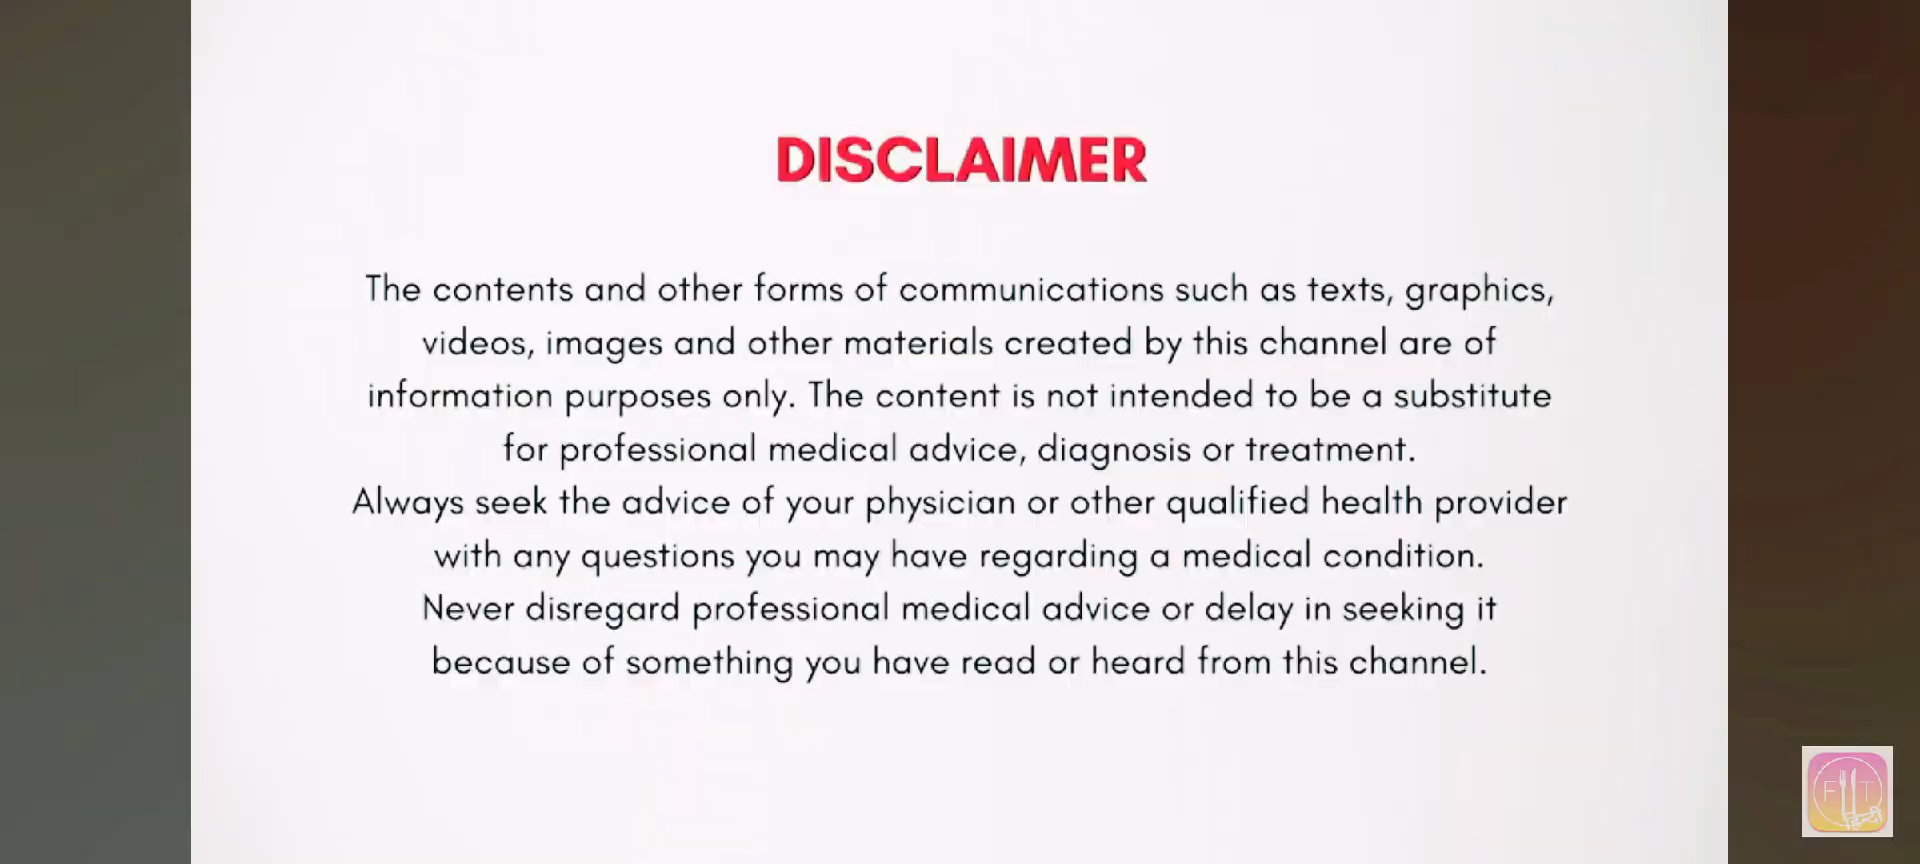 DISCLAIMER
The contents and other forms of communications such as texts, graphics,
videos, images and other materials created by this channel are of
information purposes only. The content is not intended to be a substitute
for professional medical advice, diagnosis or treatment.
Always seek the advice of your physician or other qualified health provider
with any questions you may have regarding a medical condition.
Never disregard professional medical advice or delay in seeking it
because of something you have read or heard from this channel.
F T
हिन्दी